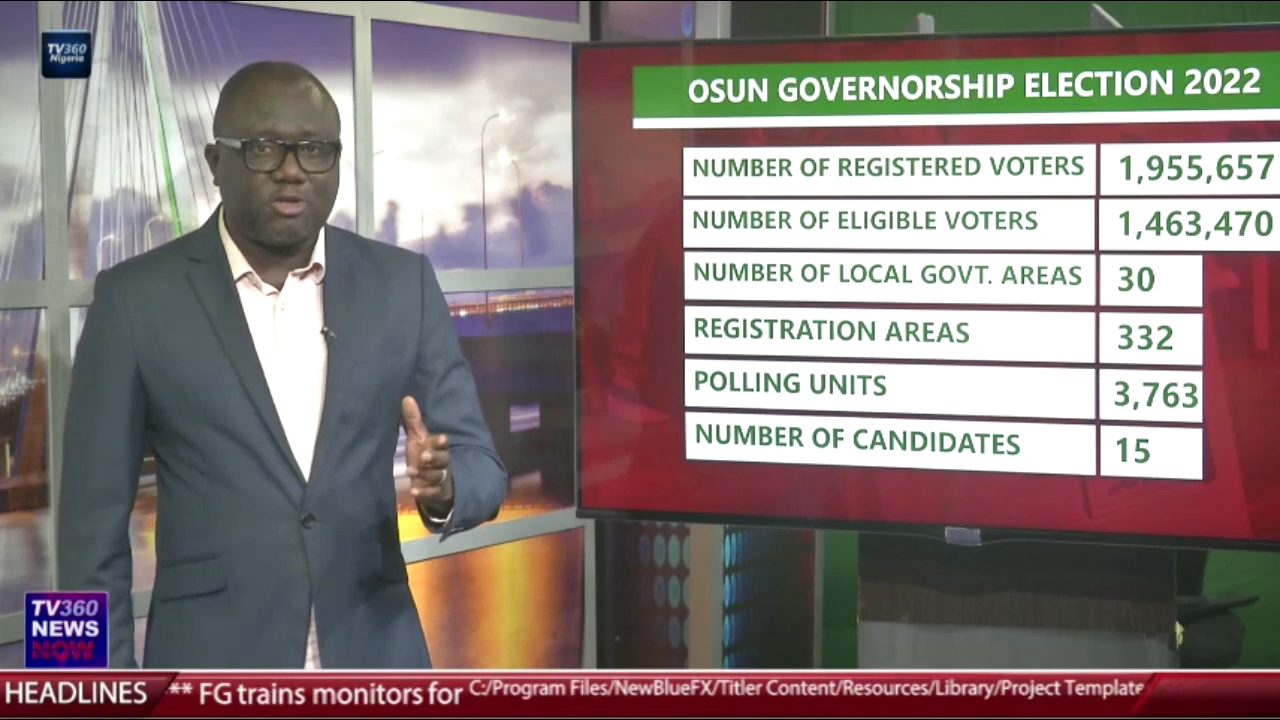 TV360
Nigeria
OSUN GOVERNORSHIP ELECTION 2022
NUMBER OF REGISTERED VOTERS 1,955,657
NUMBER OF ELIGIBLE VOTERS 1,463,470
NUMBER OF LOCAL GOVT. AREAS 30
REGISTRATION AREAS 332
POLLING UNITS 3,763
NUMBER OF CANDIDATES 15
TV360
NEWS
NOW
HEADLINES ** FG trains monitors for C:/Program Files/NewBlueFX/Titler Content/Resources/Library/Project Template